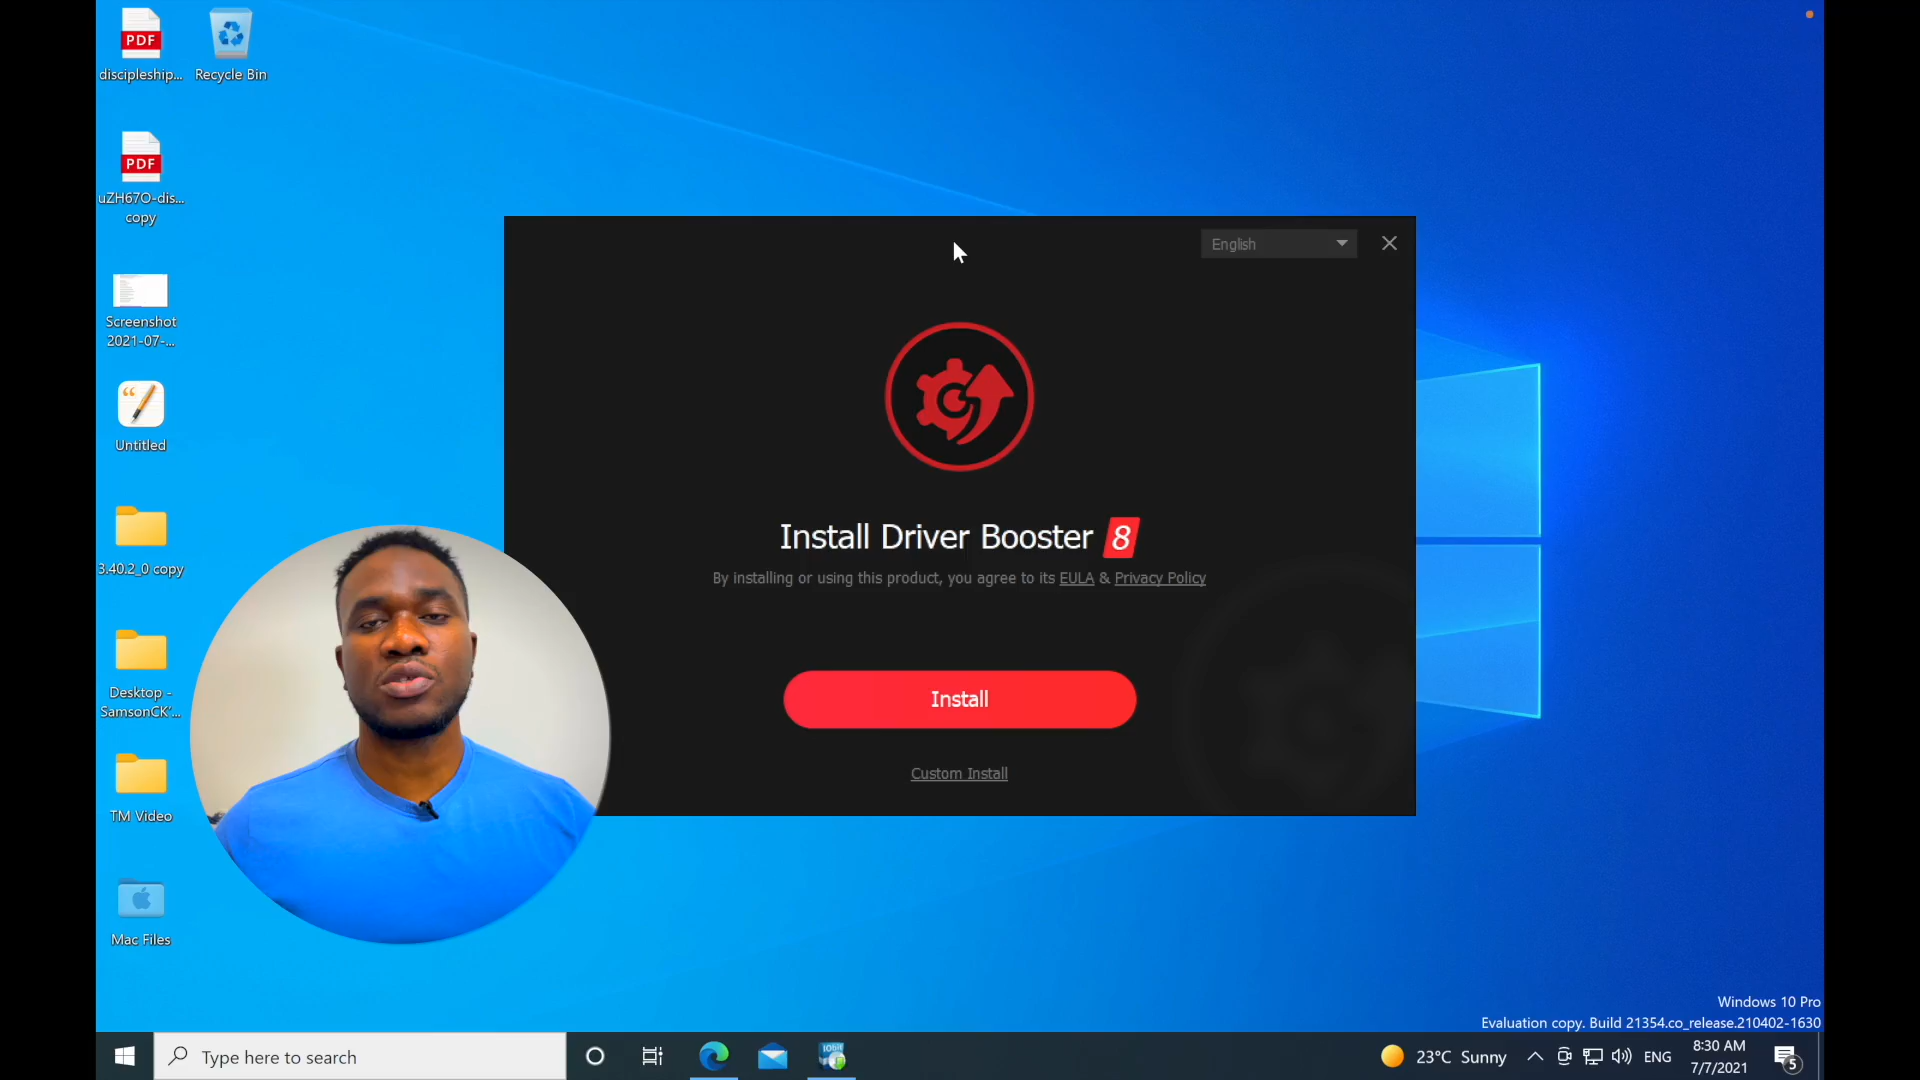 PDF
discipleship...
Recycle Bin
PDF
uZH67O-dis...
copy
Screenshot
2021-07-...
Untitled
3.40.2_0 copy
Desktop -
SamsonCK'...
TM Video
Mac Files
English
Install Driver Booster 8
By installing or using this product, you agree to its EULA & Privacy Policy
Install
Custom Install
Windows 10 Pro
Evaluation copy. Build 21354.co_release.210402-1630
Type here to search
IObit
23°C Sunny
ENG
8:30 AM
7/7/2021
5